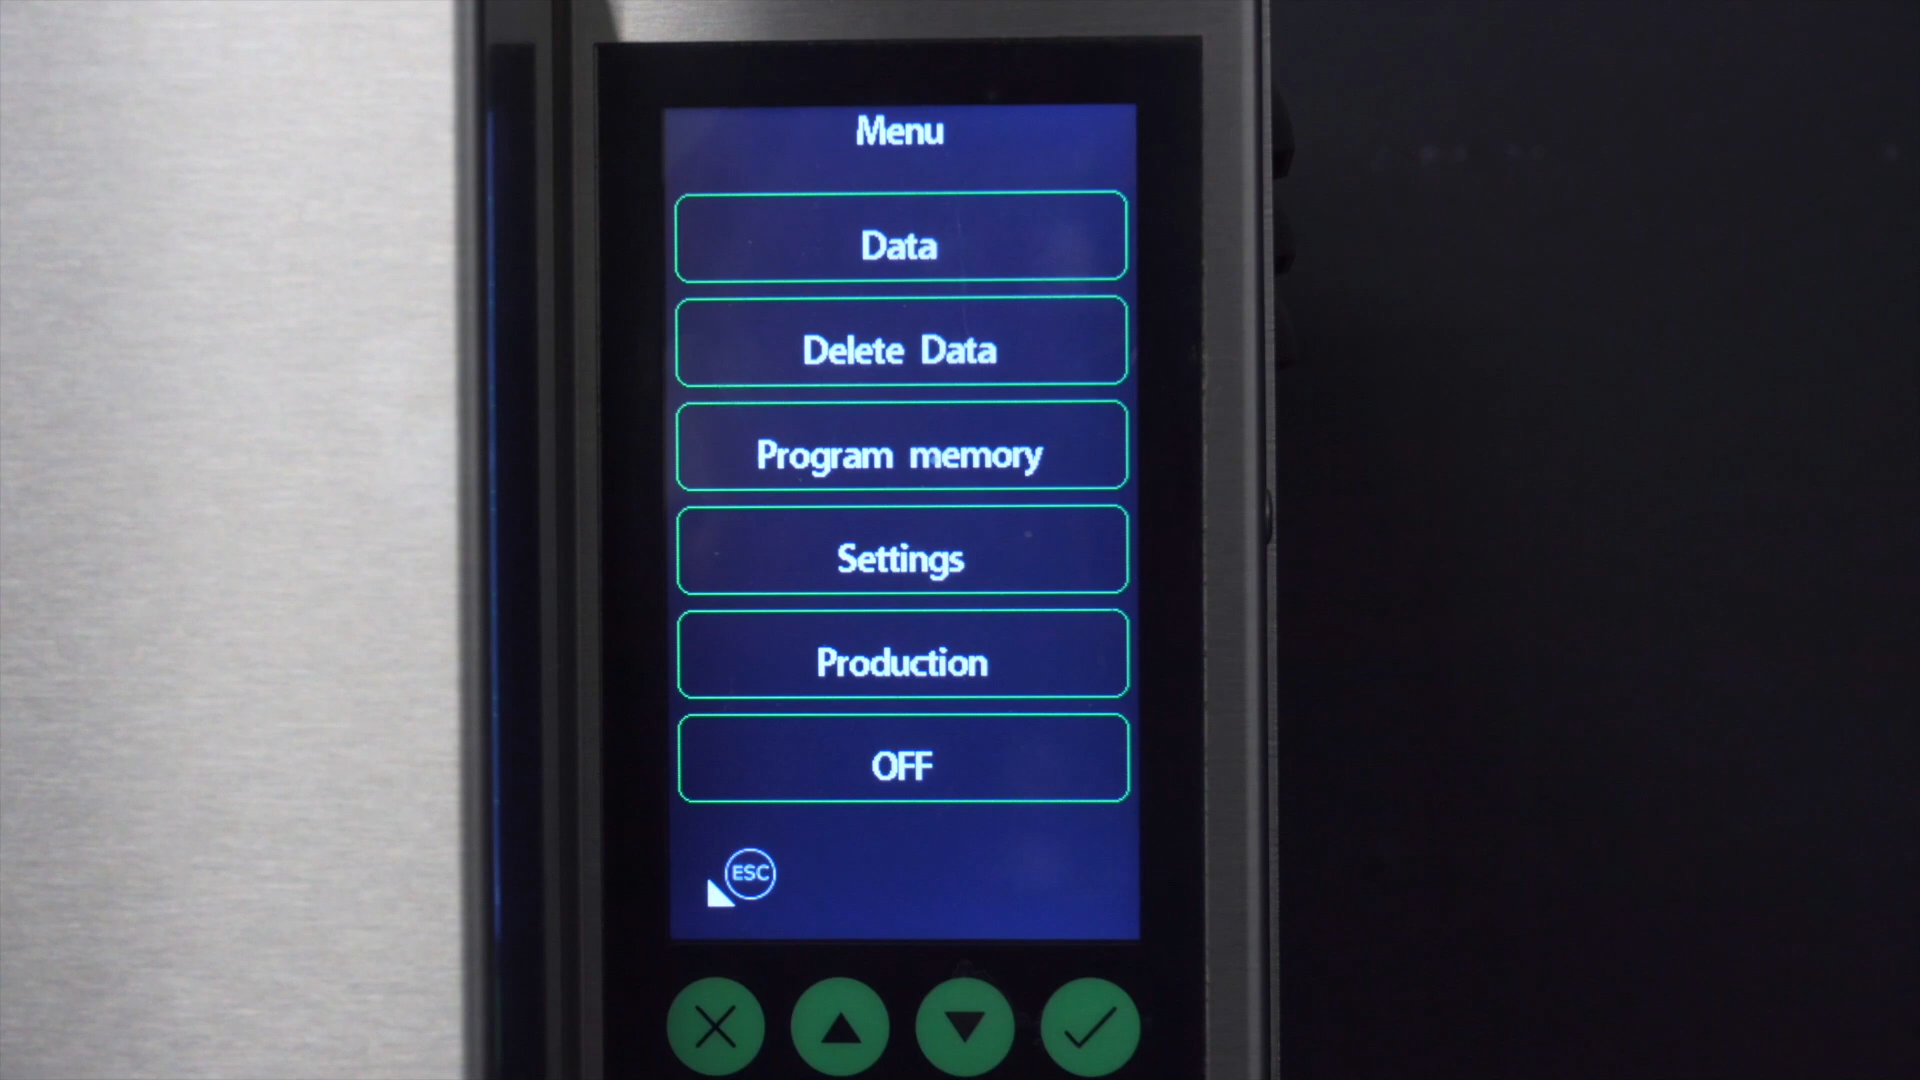 Menu
Data
Delete Data
Program memory
Settings
Production
OFF
ESC